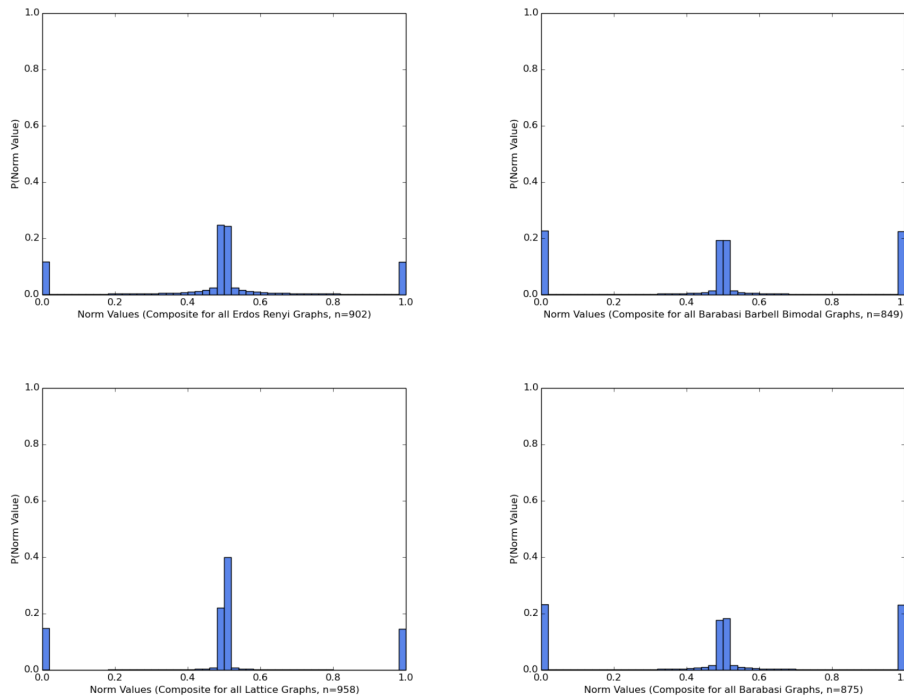 1.0
0.8
0.6
0.4
0.2
0.0
P(Norm Value)
0.0 0.2 0.4 0.6 0.8 1.0
Norm Values (Composite for all Erdos Renyi Graphs, n=902)
1.0
0.8
0.6
0.4
0.2
0.0
P(Norm Value)
0.0 0.2 0.4 0.6 0.8 1.0
Norm Values (Composite for all Barabasi Barbell Bimodal Graphs, n=849)
1.0
0.8
0.6
0.4
0.2
0.0
P(Norm Value)
0.0 0.2 0.4 0.6 0.8 1.0
Norm Values (Composite for all Lattice Graphs, n=958)
1.0
0.8
0.6
0.4
0.2
0.0
P(Norm Value)
0.0 0.2 0.4 0.6 0.8 1.0
Norm Values (Composite for all Barabasi Graphs, n=875)